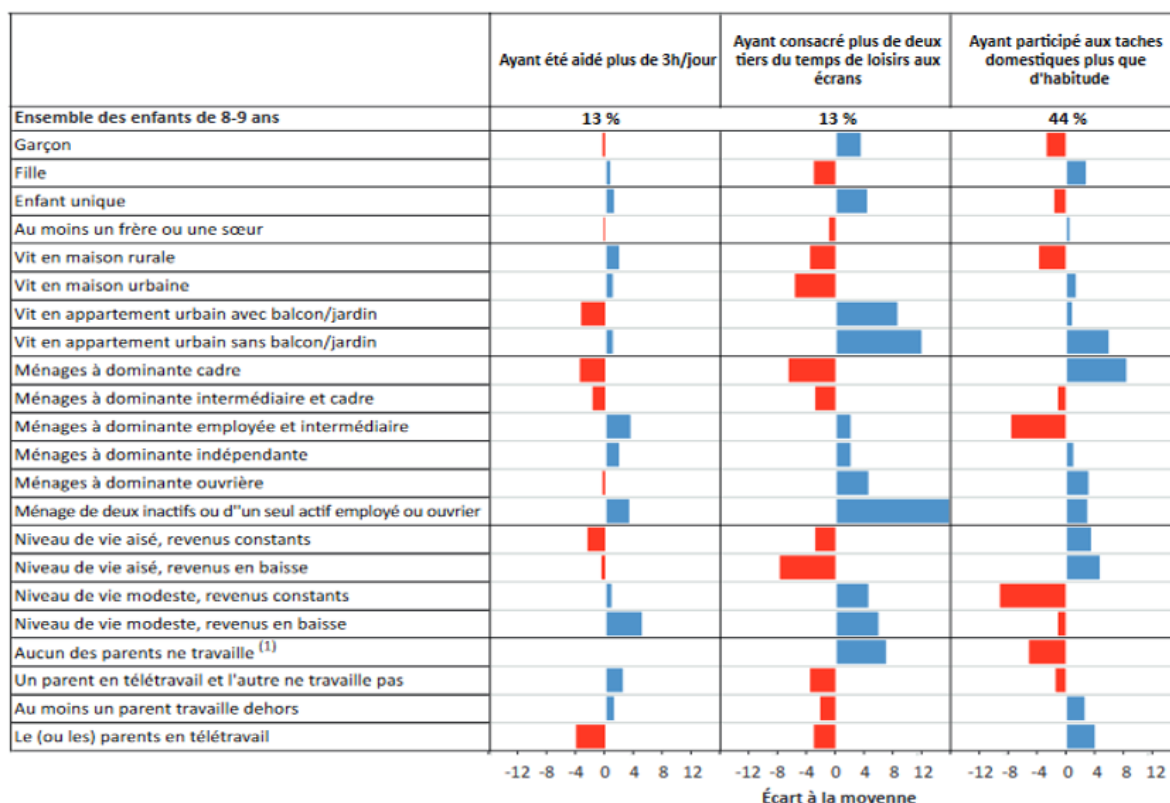 Ayant été aidé plus de 3h/jour
Ayant consacré plus de deux
tiers du temps de loisirs aux
écrans
Ayant participé aux taches
domestiques plus que
d'habitude
Ensemble des enfants de 8-9 ans 13 % 13 % 44 %
Garçon
Fille
Enfant unique
Au moins un frère ou une sœur
Vit en maison rurale
Vit en maison urbaine
Vit en appartement urbain avec balcon/jardin
Vit en appartement urbain sans balcon/jardin
Ménages à dominante cadre
Ménages à dominante intermédiaire et cadre
Ménages à dominante employée et intermédiaire
Ménages à dominante indépendante
Ménages à dominante ouvrière
Ménage de deux inactifs ou d''un seul actif employé ou ouvrier
Niveau de vie aisé, revenus constants
Niveau de vie aisé, revenus en baisse
Niveau de vie modeste, revenus constants
Niveau de vie modeste, revenus en baisse
Aucun des parents ne travaille (1)
Un parent en télétravail et l'autre ne travaille pas
Au moins un parent travaille dehors
Le (ou les) parents en télétravail
-12 -8 -4 0 4 8 12 -12 -8 -4 0 4 8 12 -12 -8 -4 0 4 8 12
Écart à la moyenne